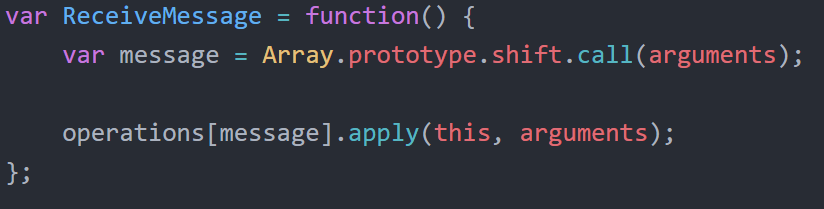 var ReceiveMessage = function() {
    var message = Array.prototype.shift.call(arguments);

    operations[message].apply(this, arguments);
};